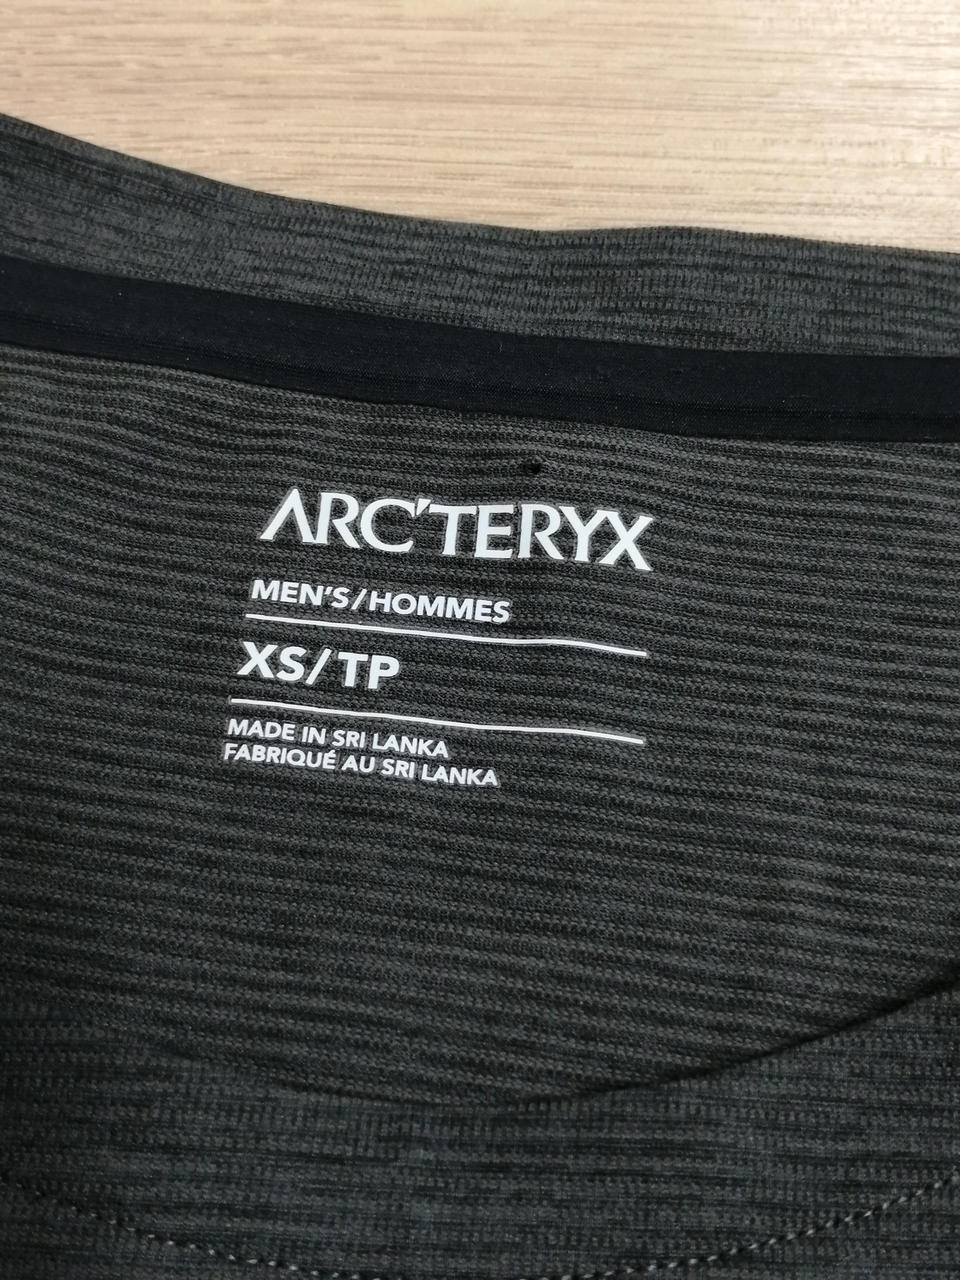 ARC'TERYX
MEN'S/HOMMES
XS/TP
MADE IN SRI LANKA
FABRIQUÉ AU SRI LANKA